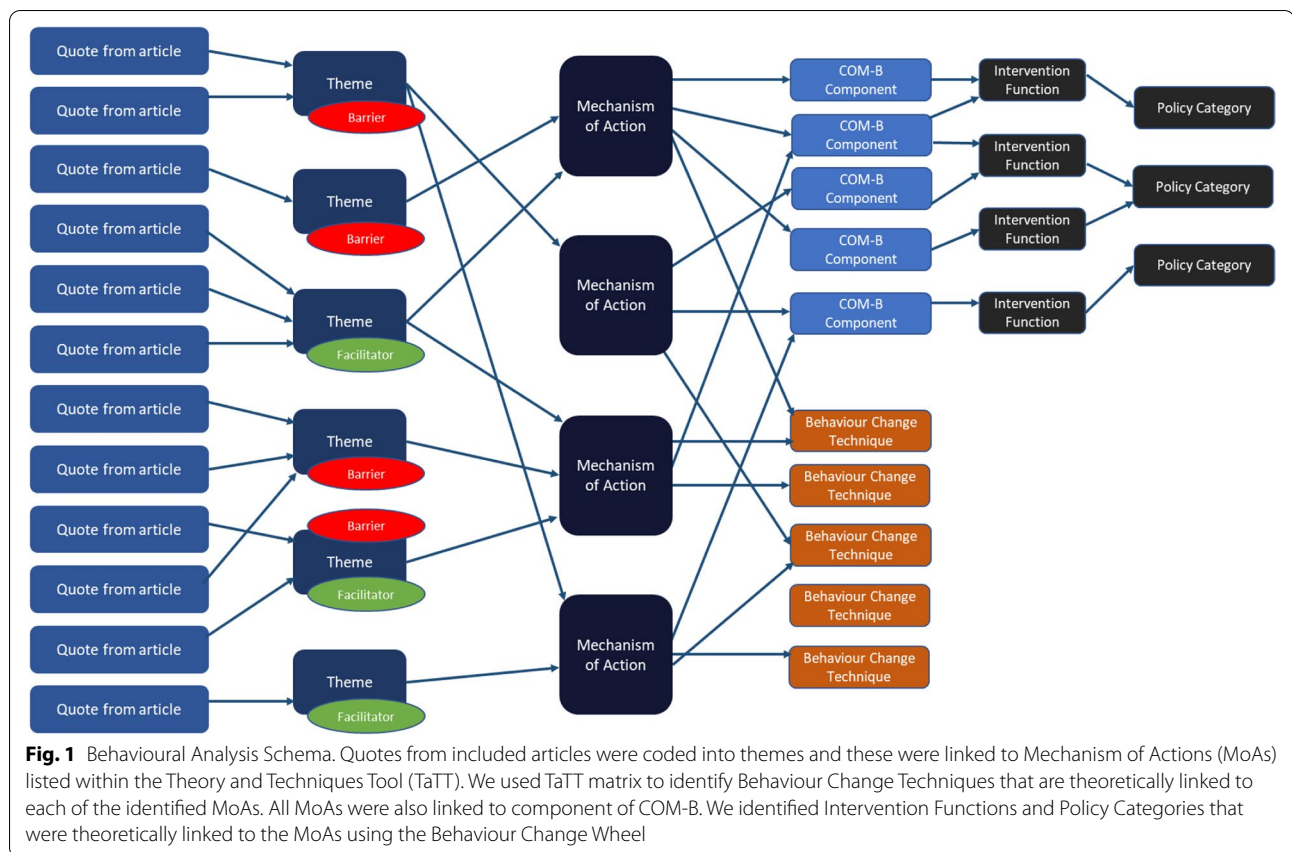 Quote from article
Quote from article
Quote from article
Quote from article
Quote from article
Quote from article
Quote from article
Quote from article
Quote from article
Quote from article
Quote from article
Quote from article
Theme
Barrier
Theme
Barrier
Theme
Facilitator
Theme
Barrier
Barrier
Theme
Facilitator
Theme
Facilitator
Mechanism
of Action
Mechanism
of Action
Mechanism
of Action
Mechanism
of Action
COM-B
Component
COM-B
Component
COM-B
Component
COM-B
Component
COM-B
Component
Behaviour Change
Technique
Behaviour Change
Technique
Behaviour Change
Technique
Behaviour Change
Technique
Behaviour Change
Technique
Intervention
Function
Intervention
Function
Intervention
Function
Intervention
Function
Policy Category
Policy Category
Policy Category
Fig. 1 Behavioural Analysis Schema. Quotes from included articles were coded into themes and these were linked to Mechanism of Actions (MoAs)
listed within the Theory and Techniques Tool (TaTT). We used TaTT matrix to identify Behaviour Change Techniques that are theoretically linked to
each of the identified MoAs. All MoAs were also linked to component of COM-B. We identified Intervention Functions and Policy Categories that
were theoretically linked to the MoAs using the Behaviour Change Wheel